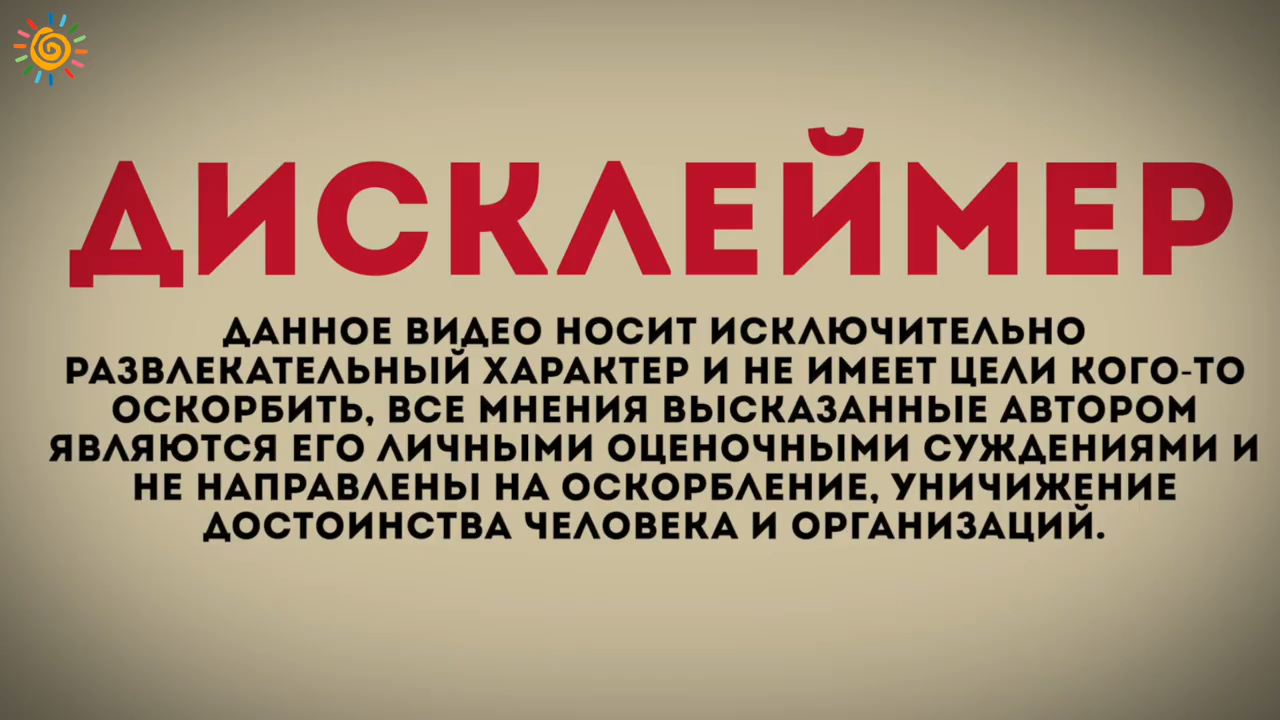 ДИСКЛЕЙМЕР
ДАННОЕ ВИДЕО НОСИТ ИСКЛЮЧИТЕЛЬНО
РАЗВЛЕКАТЕЛЬНЫЙ ХАРАКТЕР И НЕ ИМЕЕТ ЦЕЛИ КОГО-ТО
ОСКОРБИТЬ, ВСЕ МНЕНИЯ ВЫСКАЗАННЫЕ АВТОРОМ
ЯВЛЯЮТСЯ ЕГО ЛИЧНЫМИ ОЦЕНОЧНЫМИ СУЖДЕНИЯМИ И
НЕ НАПРАВЛЕНЫ НА ОСКОРБЛЕНИЕ, УНИЧИЖЕНИЕ
ДОСТОИНСТВА ЧЕЛОВЕКА И ОРГАНИЗАЦИЙ.